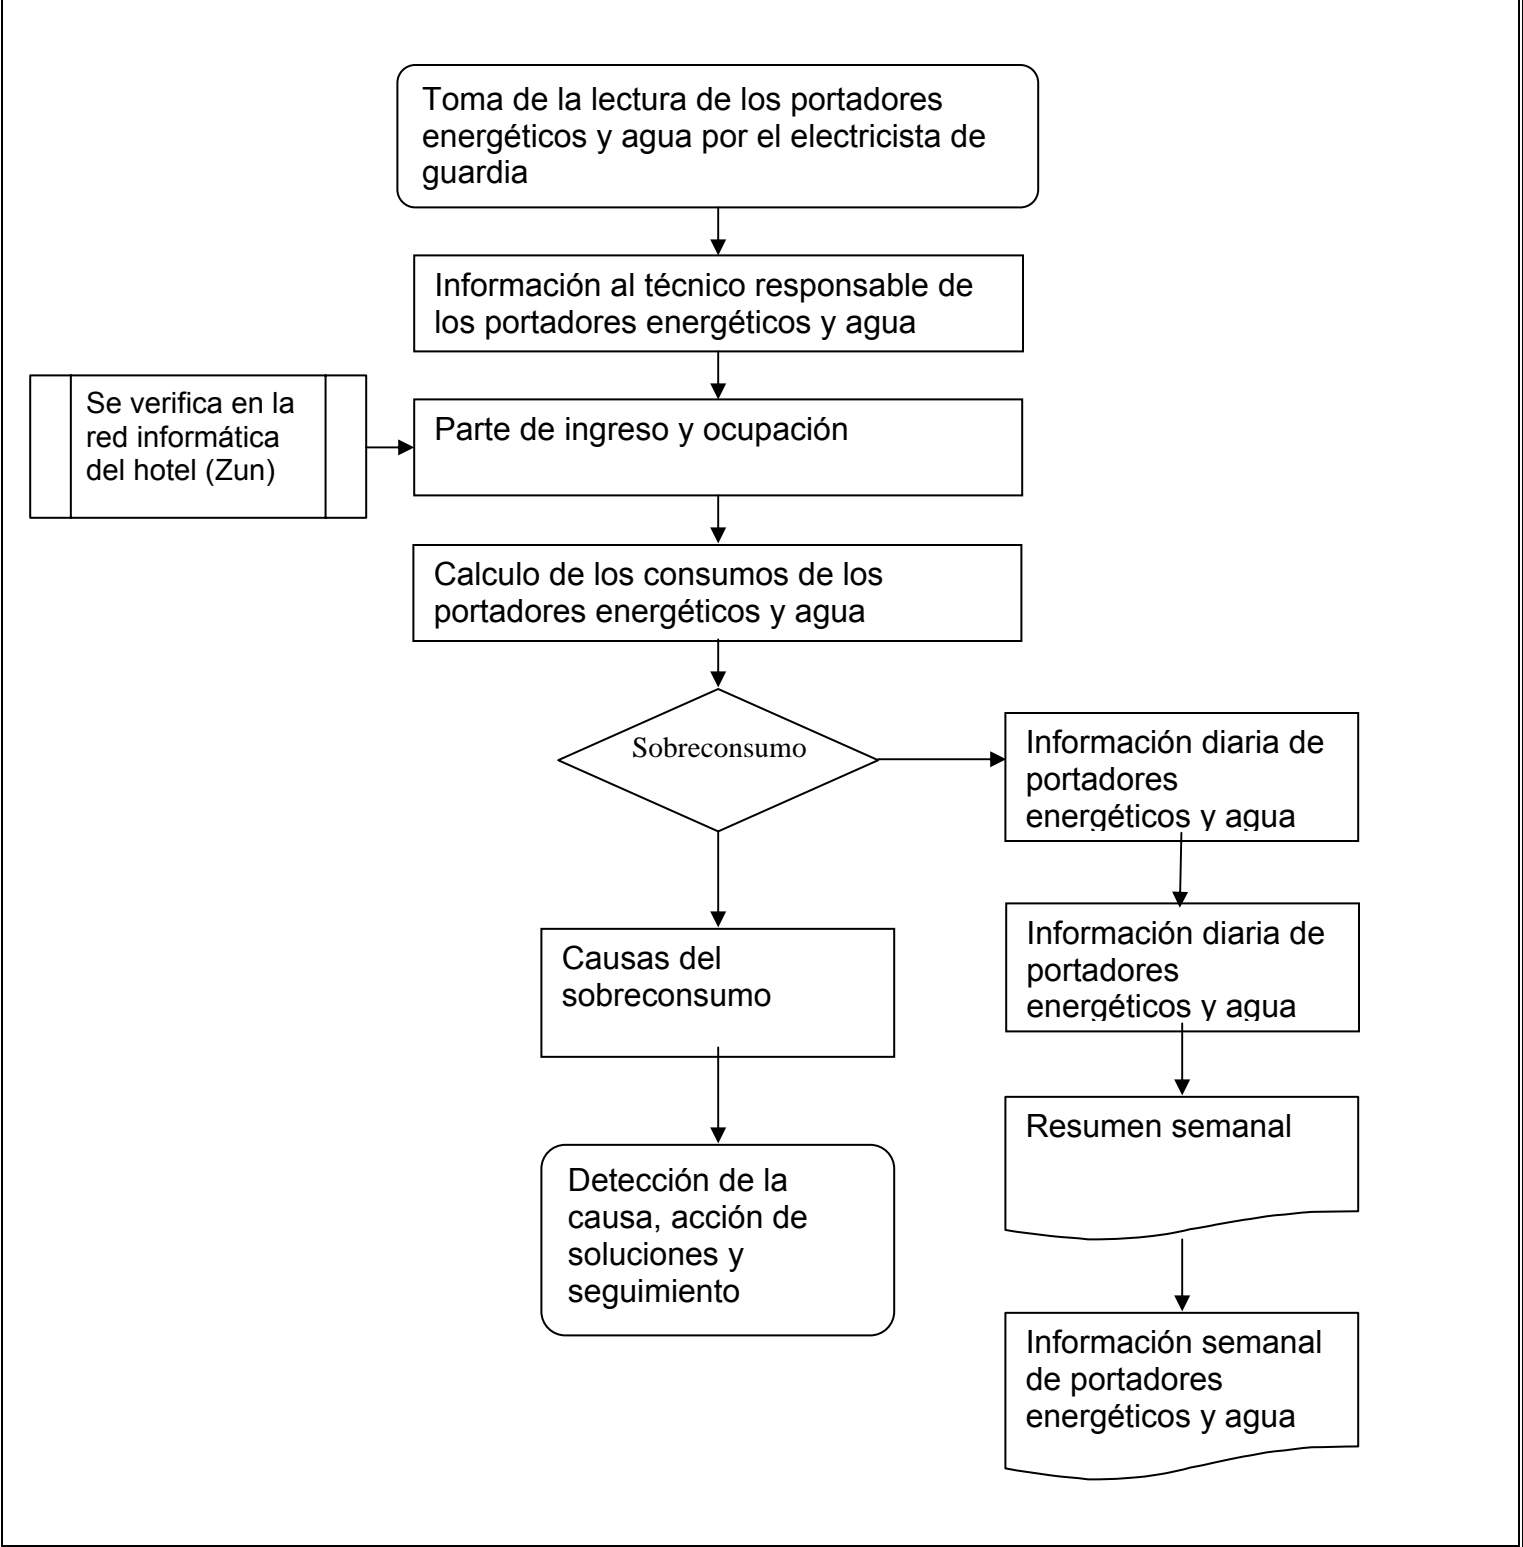 Toma de la lectura de los portadores
energéticos y agua por el electricista de
guardia
Información al técnico responsable de
los portadores energéticos y agua
Se verifica en la
red informática
del hotel (Zun)
Parte de ingreso y ocupación
Calculo de los consumos de los
portadores energéticos y agua
Sobreconsumo
Información diaria de
portadores
energéticos y agua
Información diaria de
portadores
energéticos y agua
Causas del
sobreconsumo
Resumen semanal
Detección de la
causa, acción de
soluciones y
seguimiento
Información semanal
de portadores
energéticos y agua